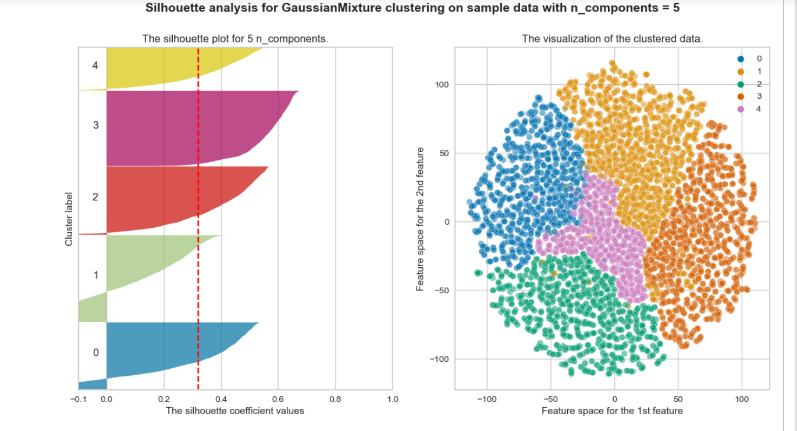 Silhouette analysis for GaussianMixture clustering on sample data with n_components = 5
The silhouette plot for 5 n_components.
Cluster label
4
3
2
1
0
−0.1 0.0 0.2 0.4 0.6 0.8 1.0
The silhouette coefficient values
The visualization of the clustered data.
Feature space for the 2nd feature
100
50
0
−50
−100
0
1
2
3
4
−100 −50 0 50 100
Feature space for the 1st feature